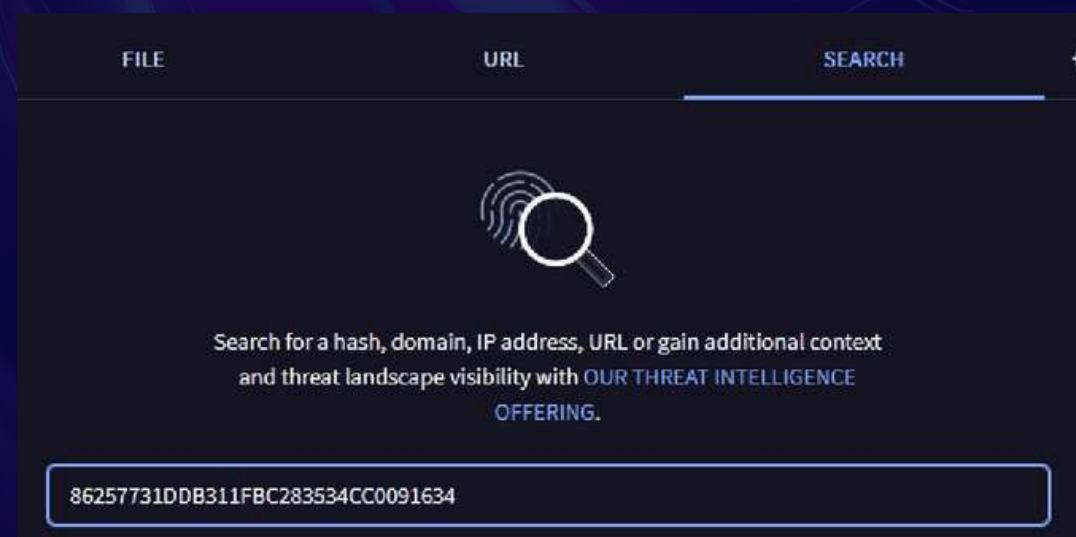 FILE URL SEARCH
Search for a hash, domain, IP address, URL or gain additional context
and threat landscape visibility with OUR THREAT INTELLIGENCE
OFFERING.
86257731DDB311FBC283534CC0091634